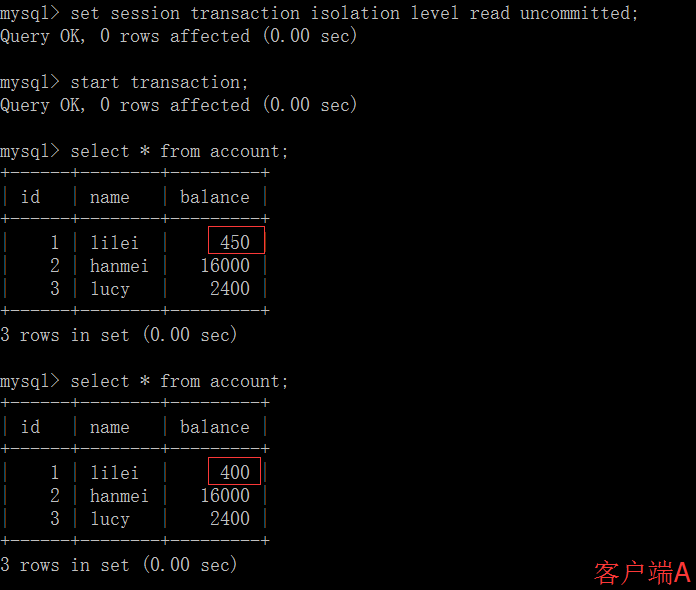 mysql> set session transaction isolation level read uncommitted;
Query OK, 0 rows affected (0.00 sec)
mysql> start transaction;
Query OK, 0 rows affected (0.00 sec)
mysql> select * from account;
+------+--------+---------+
| id   | name   | balance |
+------+--------+---------+
|    1 | lilei  |     450 |
|    2 | hanmei |   16000 |
|    3 | lucy   |    2400 |
+------+--------+---------+
3 rows in set (0.00 sec)
mysql> select * from account;
+------+--------+---------+
| id   | name   | balance |
+------+--------+---------+
|    1 | lilei  |     400 |
|    2 | hanmei |   16000 |
|    3 | lucy   |    2400 |
+------+--------+---------+
3 rows in set (0.00 sec)
客户端A